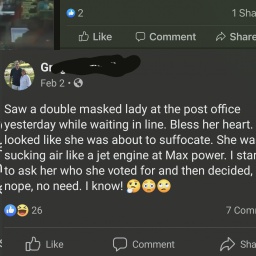 2
1 Sha
Like
Comment
Share
Gr
Feb 2
Saw a double masked lady at the post office
yesterday while waiting in line. Bless her heart.
looked like she was about to suffocate. She wa
sucking air like a jet engine at Max power. I star
to ask her who she voted for and then decided,
nope, no need. I know! 🤔😳🙄
26
7 Comm
Like
Comment
Sha